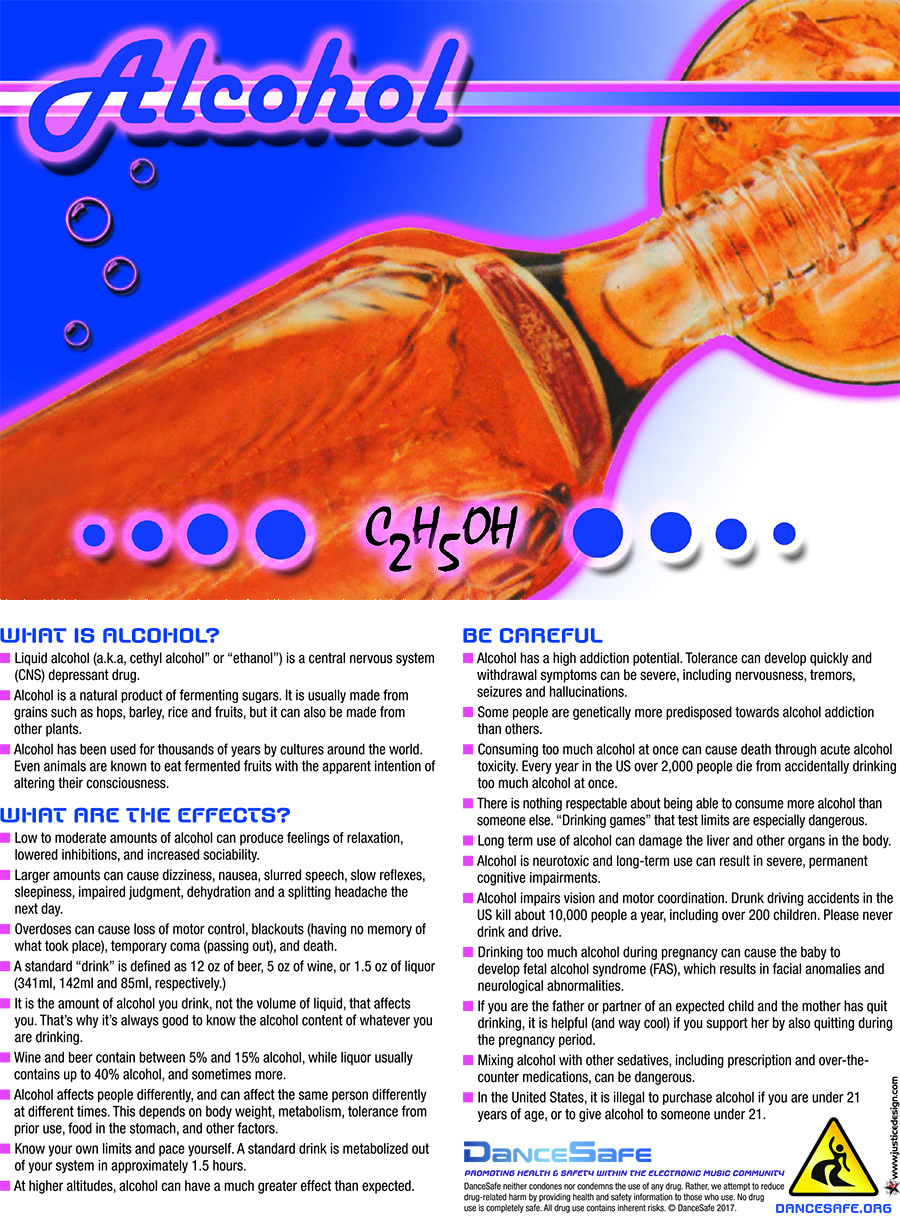 Alcohol
C2H5OH
WHAT IS ALCOHOL?
Liquid alcohol (a.k.a, cethyl alcohol” or “ethanol”) is a central nervous system
(CNS) depressant drug.
Alcohol is a natural product of fermenting sugars. It is usually made from
grains such as hops, barley, rice and fruits, but it can also be made from
other plants.
Alcohol has been used for thousands of years by cultures around the world.
Even animals are known to eat fermented fruits with the apparent intention of
altering their consciousness.
WHAT ARE THE EFFECTS?
Low to moderate amounts of alcohol can produce feelings of relaxation,
lowered inhibitions, and increased sociability.
Larger amounts can cause dizziness, nausea, slurred speech, slow reflexes,
sleepiness, impaired judgment, dehydration and a splitting headache the
next day.
Overdoses can cause loss of motor control, blackouts (having no memory of
what took place), temporary coma (passing out), and death.
A standard “drink” is defined as 12 oz of beer, 5 oz of wine, or 1.5 oz of liquor
(341ml, 142ml and 85ml, respectively.)
It is the amount of alcohol you drink, not the volume of liquid, that affects
you. That’s why it’s always good to know the alcohol content of whatever you
are drinking.
Wine and beer contain between 5% and 15% alcohol, while liquor usually
contains up to 40% alcohol, and sometimes more.
Alcohol affects people differently, and can affect the same person differently
at different times. This depends on body weight, metabolism, tolerance from
prior use, food in the stomach, and other factors.
Know your own limits and pace yourself. A standard drink is metabolized out
of your system in approximately 1.5 hours.
At higher altitudes, alcohol can have a much greater effect than expected.
BE CAREFUL
Alcohol has a high addiction potential. Tolerance can develop quickly and
withdrawal symptoms can be severe, including nervousness, tremors,
seizures and hallucinations.
Some people are genetically more predisposed towards alcohol addiction
than others.
Consuming too much alcohol at once can cause death through acute alcohol
toxicity. Every year in the US over 2,000 people die from accidentally drinking
too much alcohol at once.
There is nothing respectable about being able to consume more alcohol than
someone else. “Drinking games” that test limits are especially dangerous.
Long term use of alcohol can damage the liver and other organs in the body.
Alcohol is neurotoxic and long-term use can result in severe, permanent
cognitive impairments.
Alcohol impairs vision and motor coordination. Drunk driving accidents in the
US kill about 10,000 people a year, including over 200 children. Please never
drink and drive.
Drinking too much alcohol during pregnancy can cause the baby to
develop fetal alcohol syndrome (FAS), which results in facial anomalies and
neurological abnormalities.
If you are the father or partner of an expected child and the mother has quit
drinking, it is helpful (and way cool) if you support her by also quitting during
the pregnancy period.
Mixing alcohol with other sedatives, including prescription and over-the-
counter medications, can be dangerous.
In the United States, it is illegal to purchase alcohol if you are under 21
years of age, or to give alcohol to someone under 21.
DANCESAFE
PROMOTING HEALTH & SAFETY WITHIN THE ELECTRONIC MUSIC COMMUNITY
DanceSafe neither condones nor condemns the use of any drug. Rather, we attempt to reduce
drug-related harm by providing health and safety information to those who use. No drug
use is completely safe. All drug use contains inherent risks. © DanceSafe 2017.
DANCESAFE.ORG
www.justicedesign.com